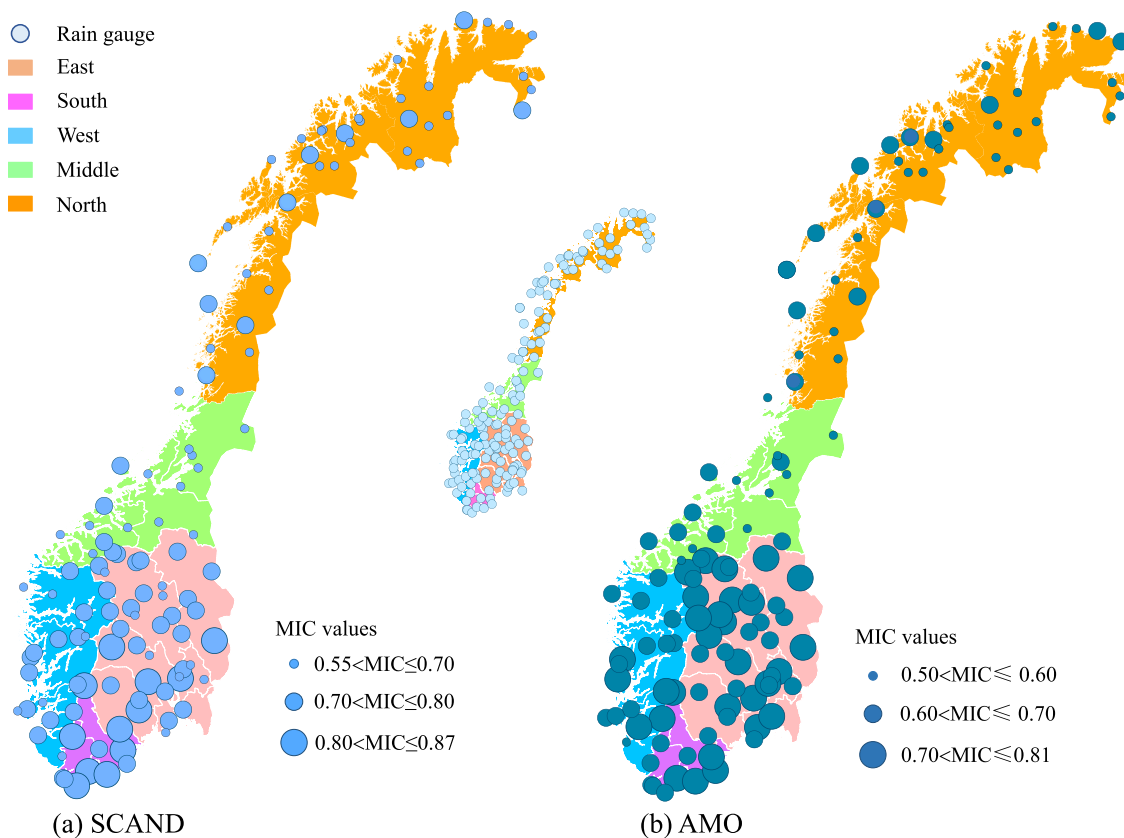 Rain gauge
East
South
West
Middle
North
MIC values
0.55<MIC≤0.70
0.70<MIC≤0.80
0.80<MIC≤0.87
(a) SCAND
MIC values
0.50<MIC≤ 0.60
0.60<MIC≤ 0.70
0.70<MIC≤0.81
(b) AMO